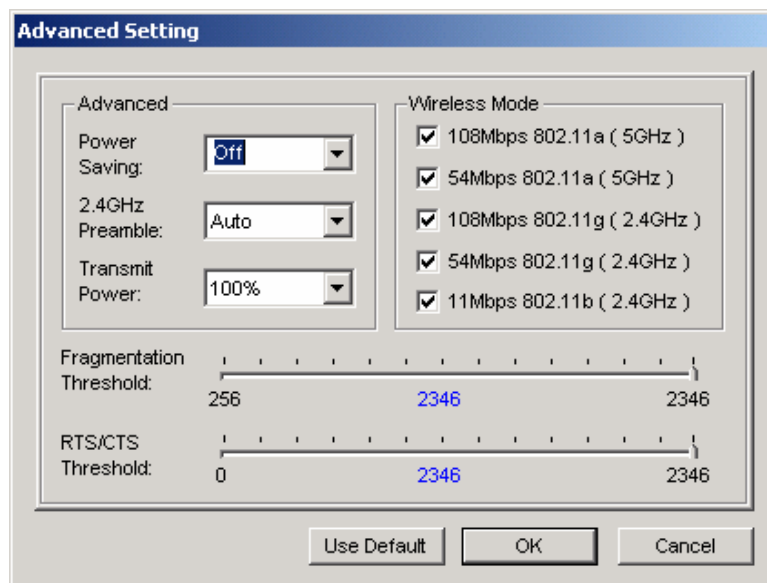 Advanced Setting
Advanced
Power
Saving:
Off
2.4GHz
Preamble:
Auto
Transmit
Power:
100%
Wireless Mode
108Mbps 802.11a ( 5GHz )
54Mbps 802.11a ( 5GHz )
108Mbps 802.11g ( 2.4GHz )
54Mbps 802.11g ( 2.4GHz )
11Mbps 802.11b ( 2.4GHz )
Fragmentation
Threshold:
256 2346 2346
RTS/CTS
Threshold:
0 2346 2346
Use Default OK Cancel